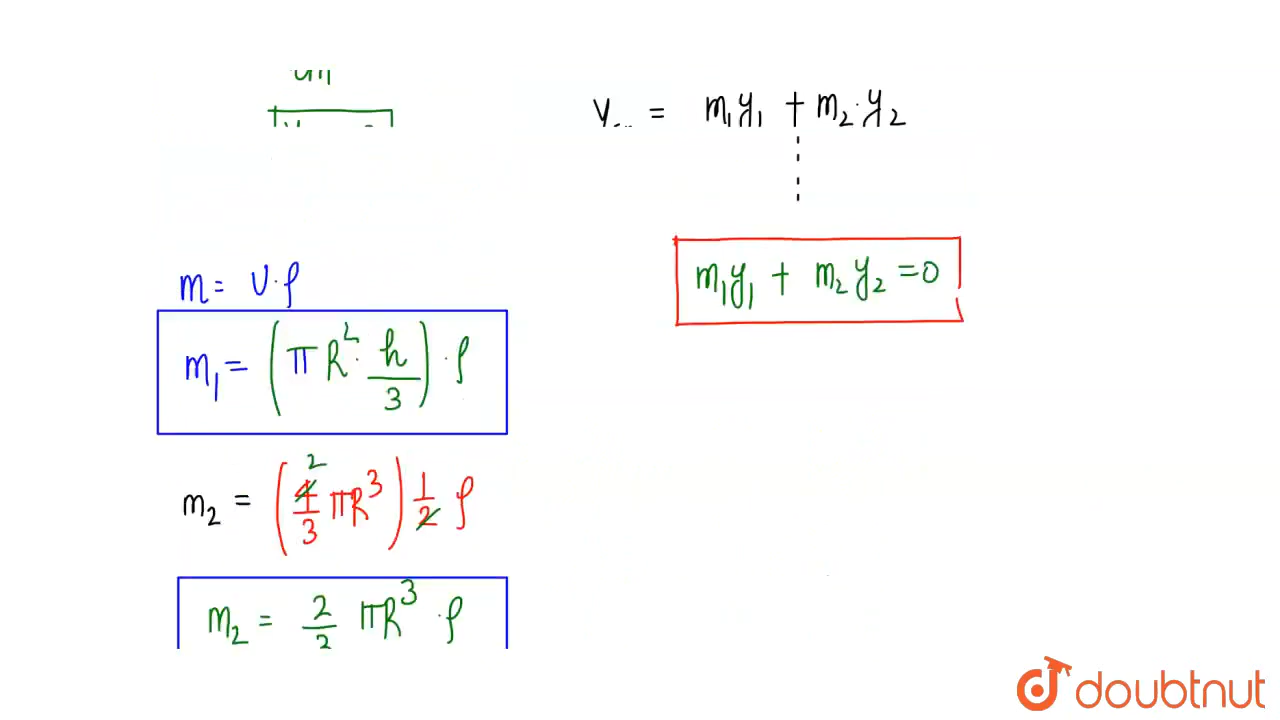 y = m₁y₁ + m₂·y₂
m₁y₁ + m₂y₂ = 0
m = V·ρ
m₁ = (πR²·h/3)·ρ
m₂ = (4/3 πR³) 1/2 ρ
2
m₂ = 2/3 πR³·ρ
doubtnut